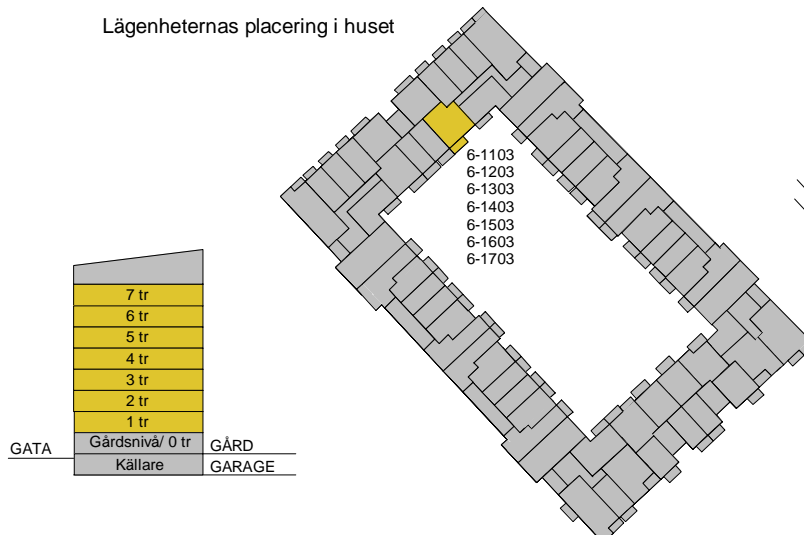 Lägenheternas placering i huset
6-1103
6-1203
6-1303
6-1403
6-1503
6-1603
6-1703
7 tr
6 tr
5 tr
4 tr
3 tr
2 tr
1 tr
Gårdsnivå/ 0 tr
GATA
GÅRD
Källare
GARAGE